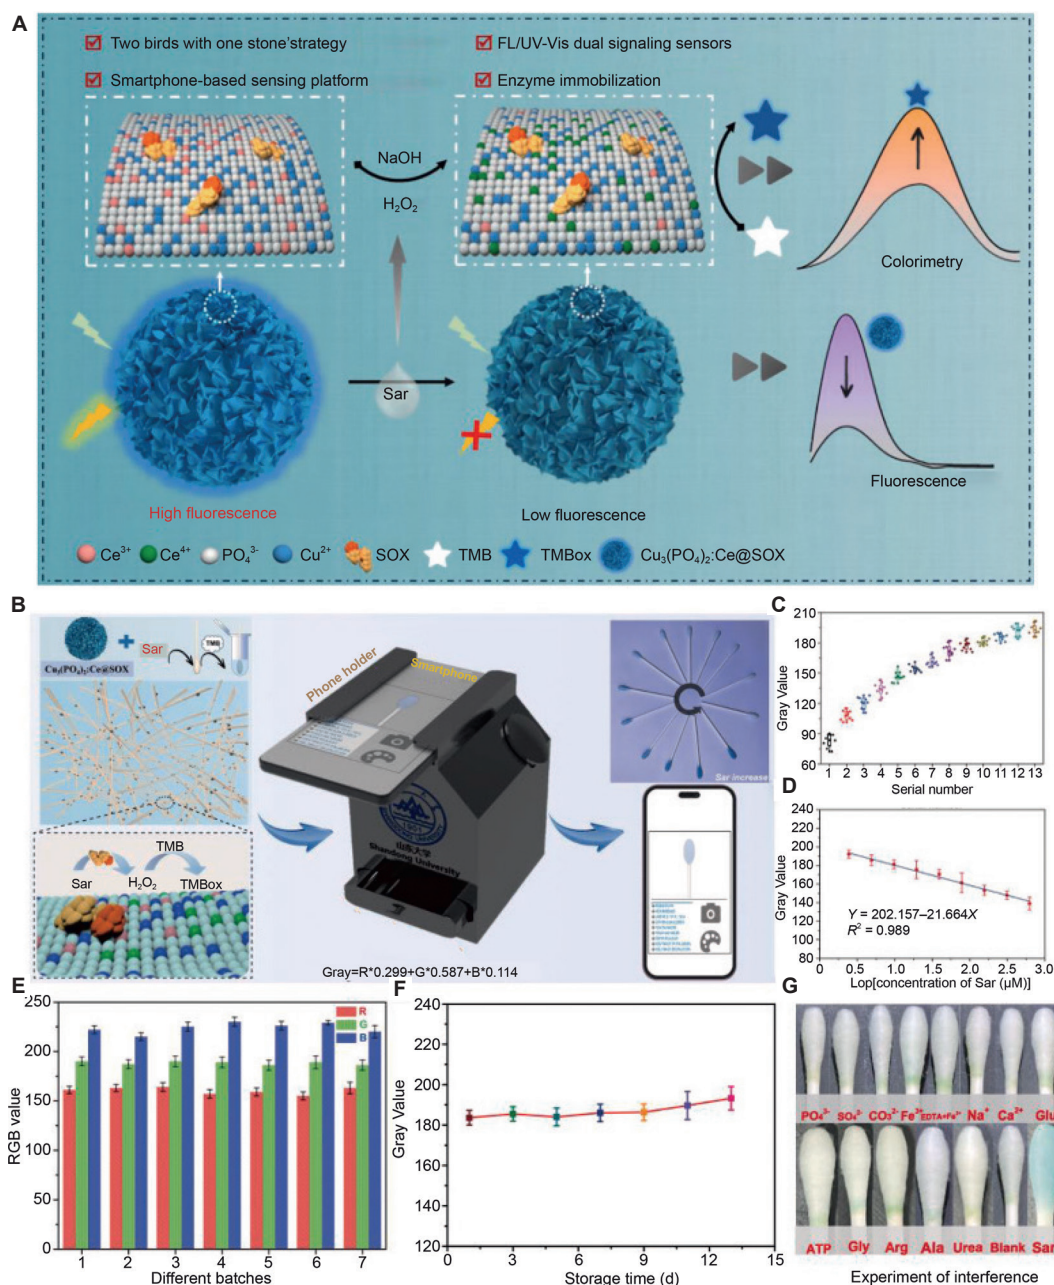 A
Two birds with one stone'strategy
FL/UV-Vis dual signaling sensors
Smartphone-based sensing platform
Enzyme immobilization
NaOH
H₂O₂
Colorimetry
Sar
Fluorescence
High fluorescence
Low fluorescence
Ce³⁺
Ce⁴⁺
PO₄³⁻
Cu²⁺
SOX
TMB
TMBox
Cu₃(PO₄)₂:Ce@SOX
B
Sar
TMB
Cu₃(PO₄)₂:Ce@SOX
TMB
Sar
H₂O₂
TMBox
Phone holder
Smartphone
1901
山东大学
Shandong University
Gray=R*0.299+G*0.587+B*0.114
Sar increase
C
Gray Value
210
180
150
120
90
60
1 2 3 4 5 6 7 8 9 10 11 12 13
Serial number
D
Gray Value
240
220
200
180
160
140
120
100
80
Y = 202.157–21.664X
R² = 0.989
0 0.5 1.0 1.5 2.0 2.5 3.0
Lop[concentration of Sar (µM)]
E
RGB value
250
200
150
100
50
0
R
G
B
1 2 3 4 5 6 7
Different batches
F
Gray Value
240
220
200
180
160
140
120
0 3 6 9 12 15
Storage time (d)
G
PO₄³⁻ SO₄²⁻ CO₃²⁻ Fe³⁺ EDTA+Fe³⁺ Na⁺ Ca²⁺ Glu
ATP Gly Arg Ala Urea Blank Sar
Experiment of interference